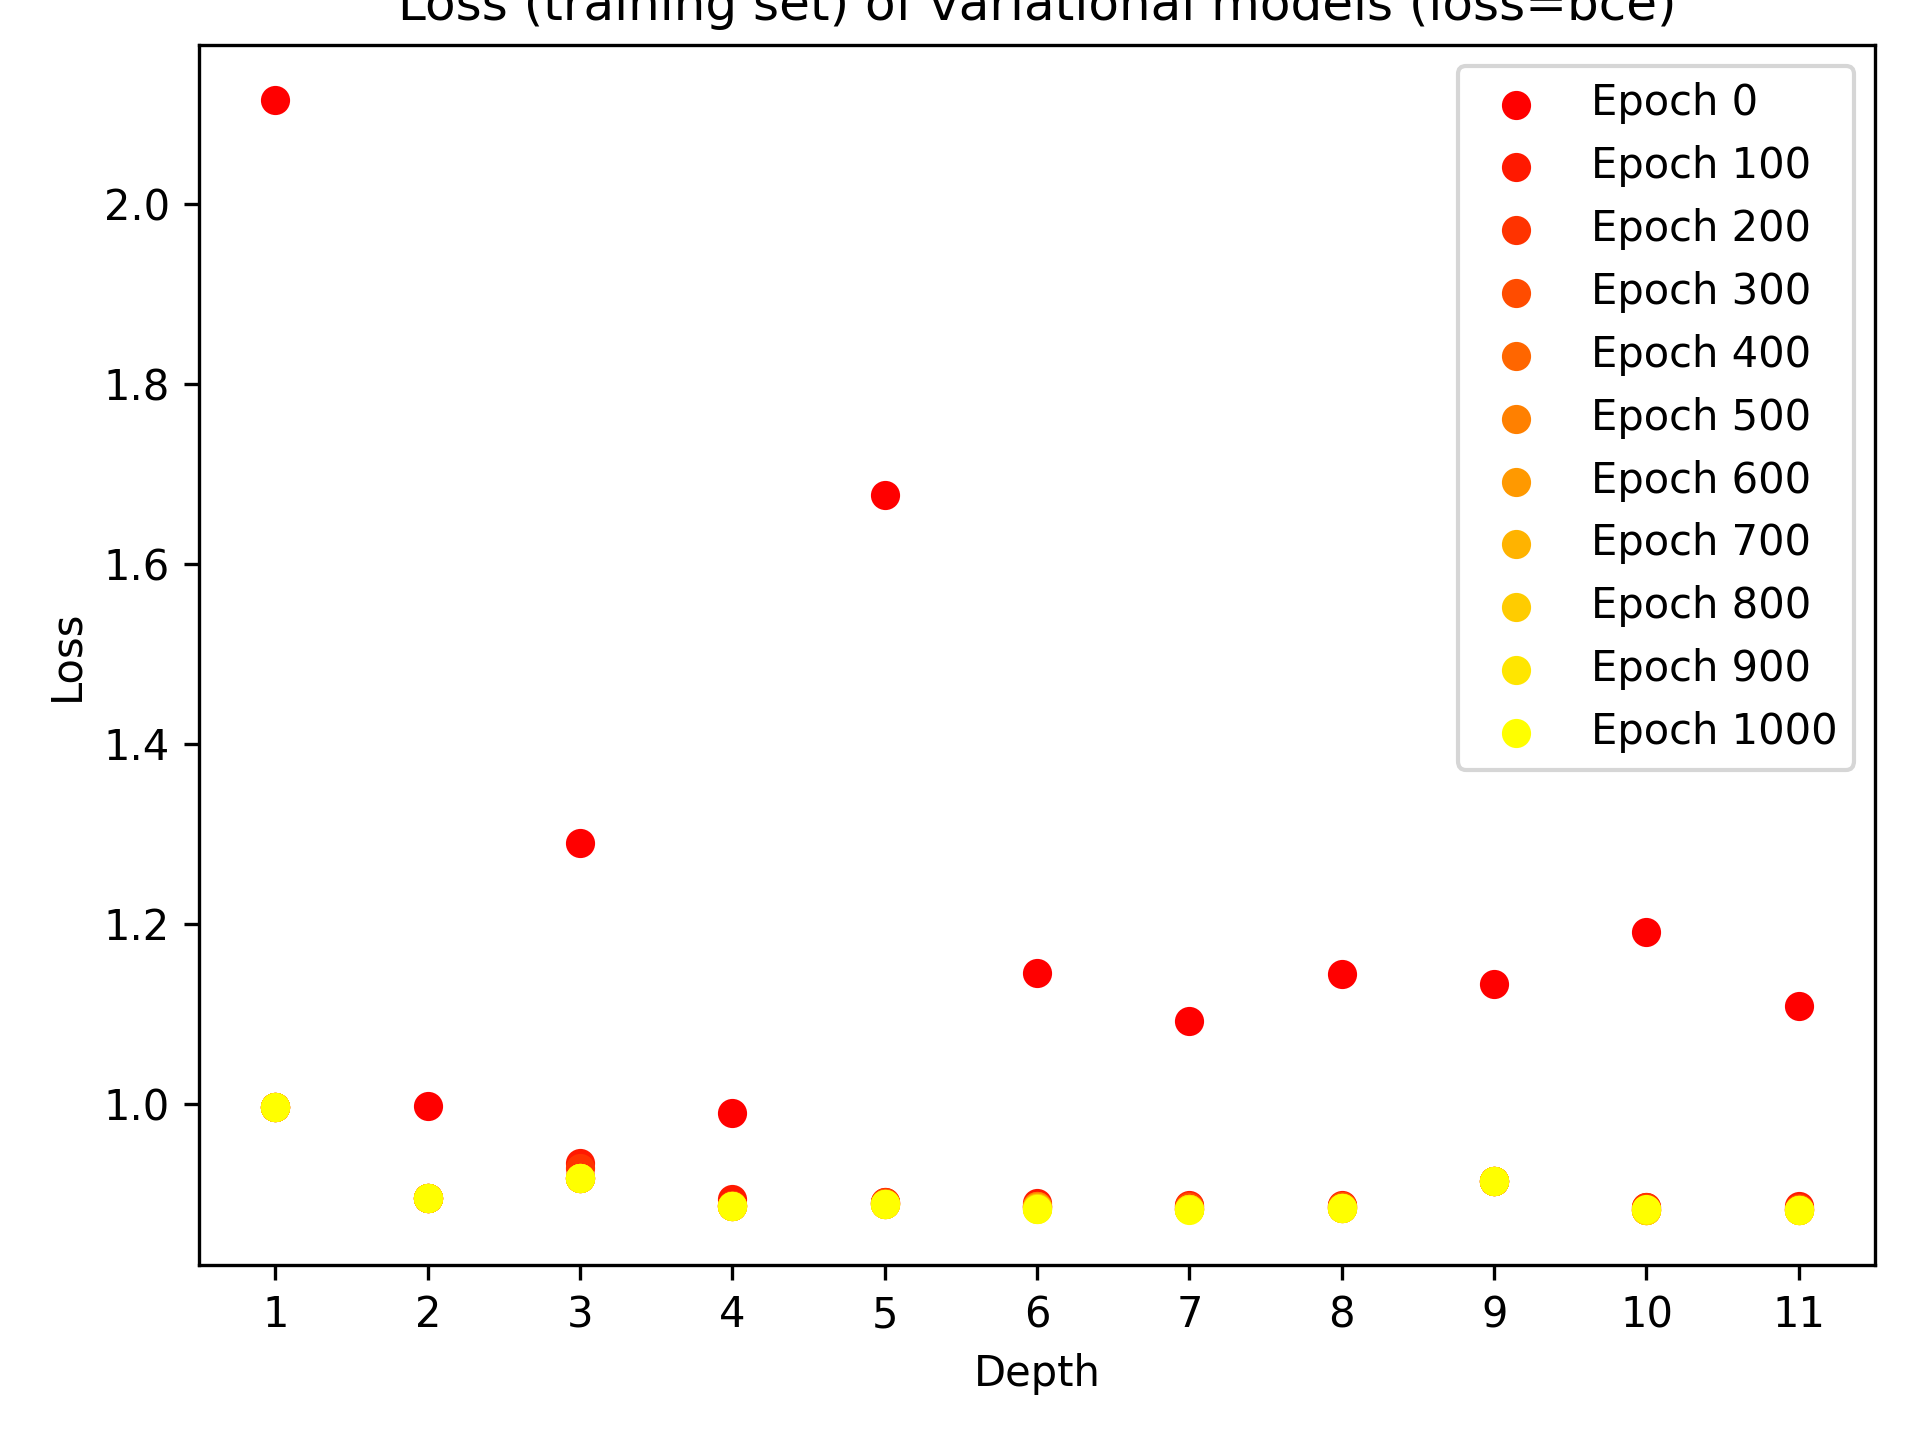 Loss (training set) of variational models (loss=bce)
Epoch 0
Epoch 100
Epoch 200
Epoch 300
Epoch 400
Epoch 500
Epoch 600
Epoch 700
Epoch 800
Epoch 900
Epoch 1000
2.0
1.8
1.6
1.4
1.2
1.0
Loss
1 2 3 4 5 6 7 8 9 10 11
Depth